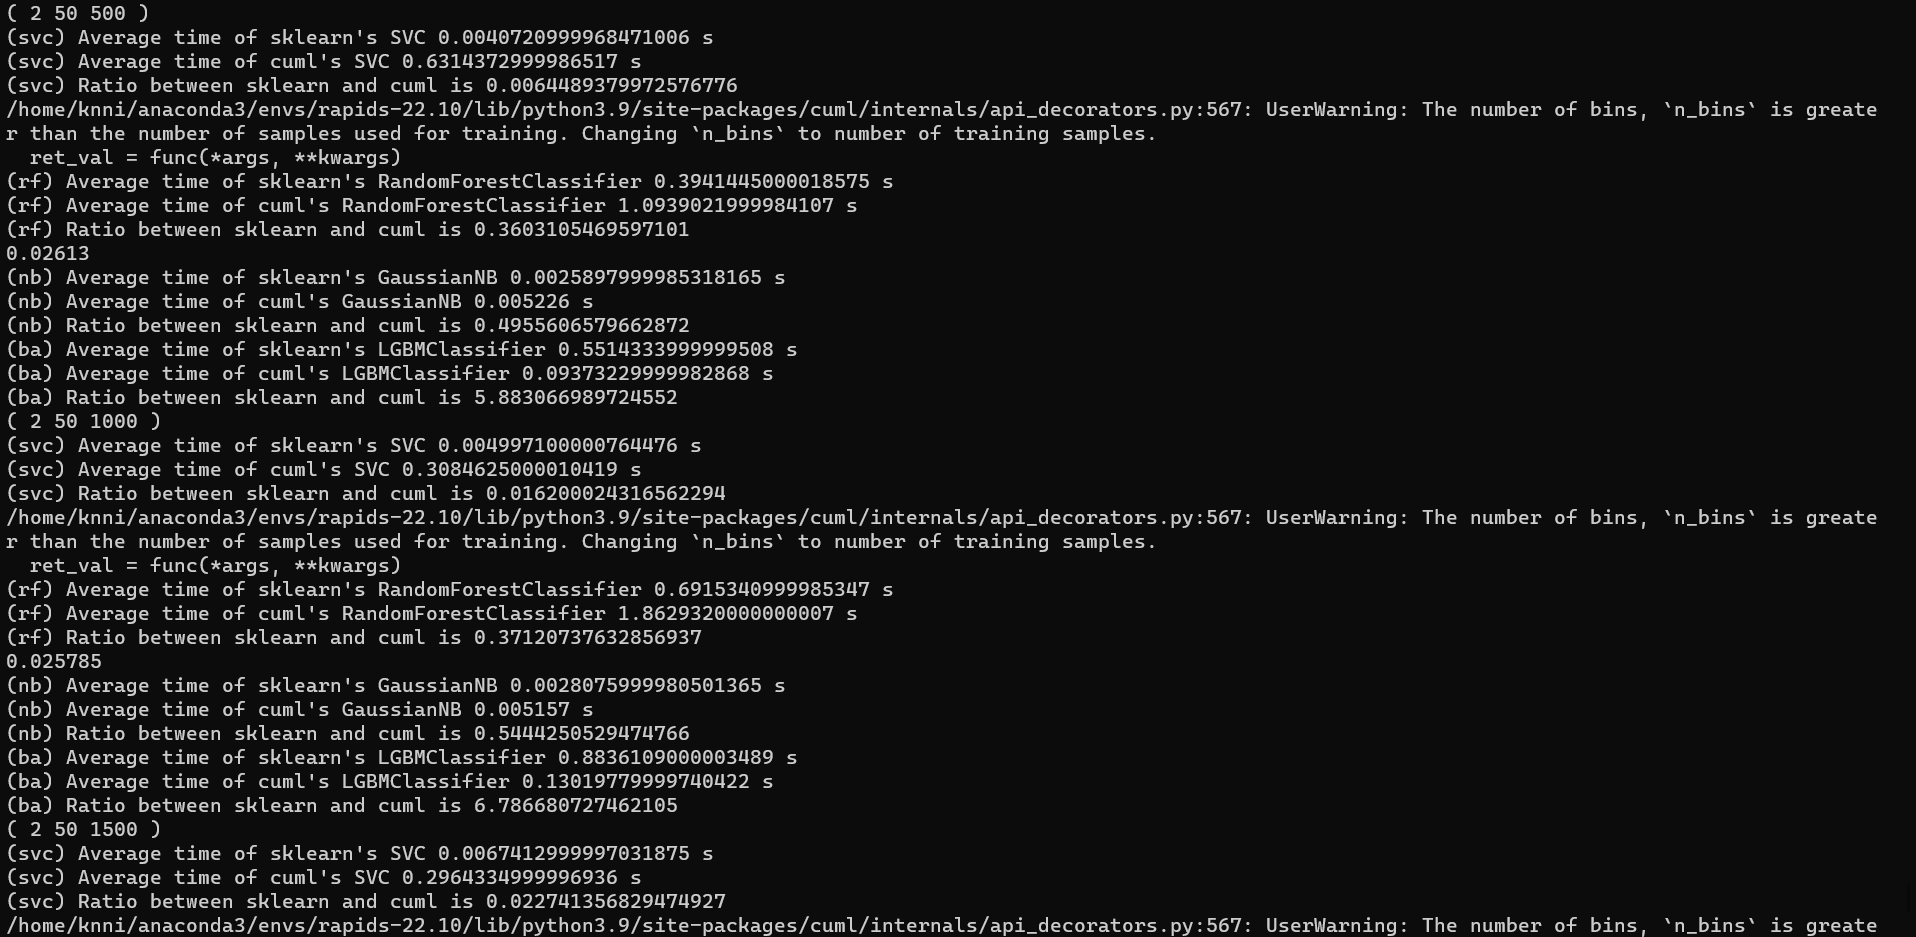 ( 2 50 500 )
(svc) Average time of sklearn's SVC 0.0040720999968471006 s
(svc) Average time of cuml's SVC 0.6314372999986517 s
(svc) Ratio between sklearn and cuml is 0.0064489379972576776
/home/knni/anaconda3/envs/rapids-22.10/lib/python3.9/site-packages/cuml/internals/api_decorators.py:567: UserWarning: The number of bins, `n_bins` is greate
r than the number of samples used for training. Changing `n_bins` to number of training samples.
  ret_val = func(*args, **kwargs)
(rf) Average time of sklearn's RandomForestClassifier 0.3941445000018575 s
(rf) Average time of cuml's RandomForestClassifier 1.0939021999984107 s
(rf) Ratio between sklearn and cuml is 0.3603105469597101
0.02613
(nb) Average time of sklearn's GaussianNB 0.0025897999985318165 s
(nb) Average time of cuml's GaussianNB 0.005226 s
(nb) Ratio between sklearn and cuml is 0.4955606579662872
(ba) Average time of sklearn's LGBMClassifier 0.5514333999999508 s
(ba) Average time of cuml's LGBMClassifier 0.09373229999982868 s
(ba) Ratio between sklearn and cuml is 5.883066989724552
( 2 50 1000 )
(svc) Average time of sklearn's SVC 0.004997100000764476 s
(svc) Average time of cuml's SVC 0.3084625000010419 s
(svc) Ratio between sklearn and cuml is 0.016200024316562294
/home/knni/anaconda3/envs/rapids-22.10/lib/python3.9/site-packages/cuml/internals/api_decorators.py:567: UserWarning: The number of bins, `n_bins` is greate
r than the number of samples used for training. Changing `n_bins` to number of training samples.
  ret_val = func(*args, **kwargs)
(rf) Average time of sklearn's RandomForestClassifier 0.6915340999985347 s
(rf) Average time of cuml's RandomForestClassifier 1.8629320000000007 s
(rf) Ratio between sklearn and cuml is 0.37120737632856937
0.025785
(nb) Average time of sklearn's GaussianNB 0.0028075999980501365 s
(nb) Average time of cuml's GaussianNB 0.005157 s
(nb) Ratio between sklearn and cuml is 0.5444250529474766
(ba) Average time of sklearn's LGBMClassifier 0.8836109000003489 s
(ba) Average time of cuml's LGBMClassifier 0.13019779999740422 s
(ba) Ratio between sklearn and cuml is 6.786680727462105
( 2 50 1500 )
(svc) Average time of sklearn's SVC 0.0067412999997031875 s
(svc) Average time of cuml's SVC 0.2964334999996936 s
(svc) Ratio between sklearn and cuml is 0.022741356829474927
/home/knni/anaconda3/envs/rapids-22.10/lib/python3.9/site-packages/cuml/internals/api_decorators.py:567: UserWarning: The number of bins, `n_bins` is greate